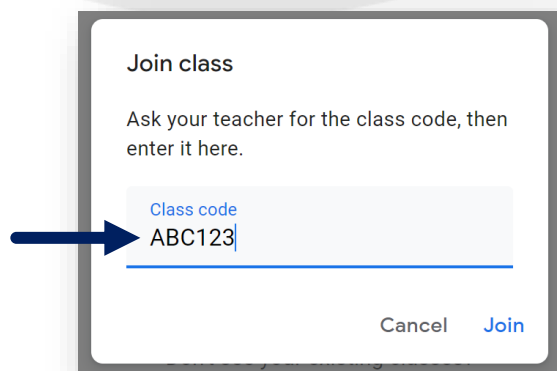 Join class
Ask your teacher for the class code, then
enter it here.
Class code
ABC123
Cancel Join